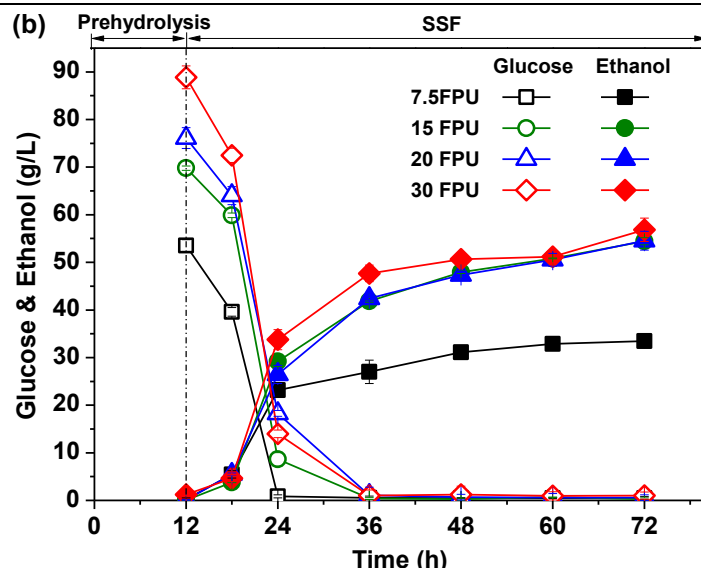 (b)
Prehydrolysis SSF
Glucose Ethanol
7.5FPU
15 FPU
20 FPU
30 FPU
90
80
70
60
50
40
30
20
10
0
Glucose & Ethanol (g/L)
0 12 24 36 48 60 72
Time (h)